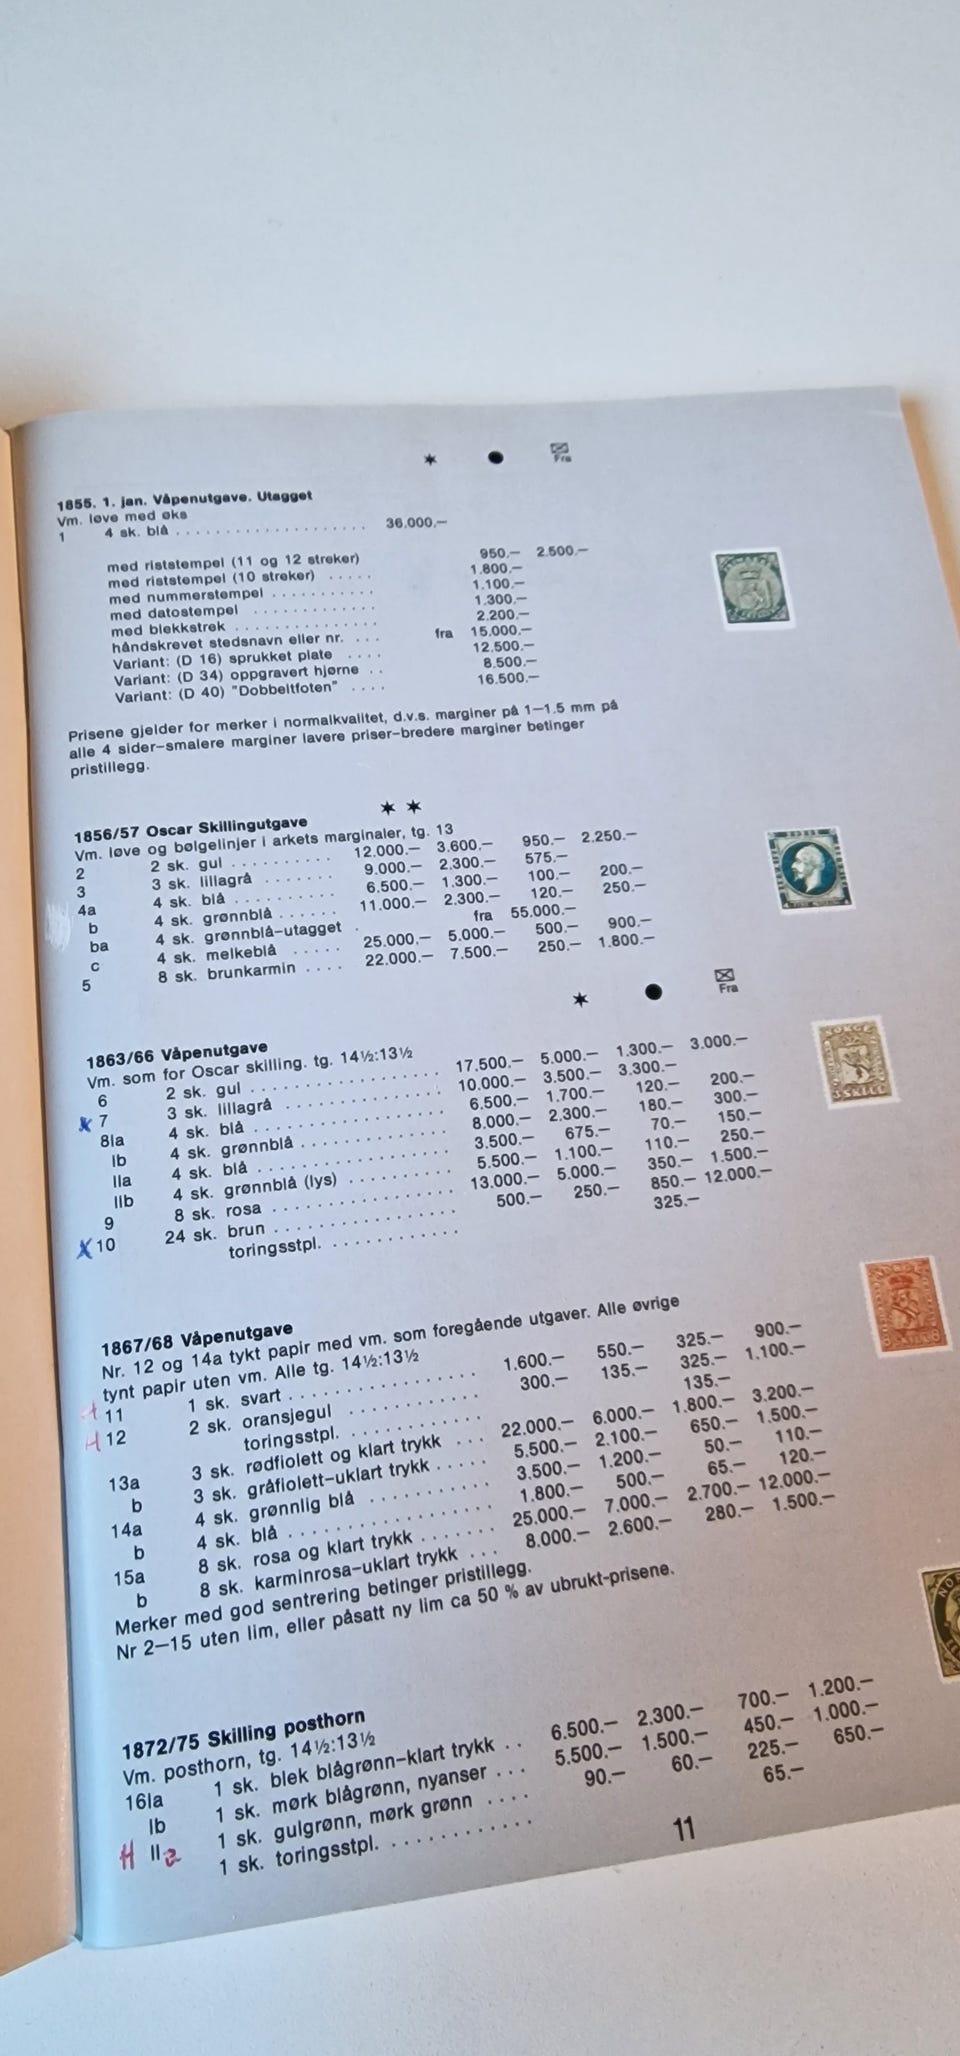 Fra
1855. 1. jan. Våpenutgave. Utagget
Vm. løve med øks
1 4 sk. blå . . . . . . . . . . . . . . . . . . . 36.000,—
med riststempel (11 og 12 streker) 950.— 2.500.—
med riststempel (10 streker) . . . . . 1.800.—
med nummerstempel . . . . . . . . . . . 1.100.—
med datostempel . . . . . . . . . . . . . 1.300.—
med blekkstrek . . . . . . . . . . . . . . . 2.200.—
håndskrevet stedsnavn eller nr. . . . fra 15.000.—
Variant: (D 16) sprukket plate . . . . 12.500.—
Variant: (D 34) oppgravert hjørne . . 8.500.—
Variant: (D 40) "Dobbeltfoten" . . . . 16.500.—
Prisene gjelder for merker i normalkvalitet, d.v.s. marginer på 1—1.5 mm på
alle 4 sider–smalere marginer lavere priser–bredere marginer betinger
pristillegg.
1856/57 Oscar Skillingutgave
Vm. løve og bølgelinjer i arkets marginaler, tg. 13
2 2 sk. gul . . . . . . . . . . 12.000.— 3.600.— 950.— 2.250.—
3 3 sk. lillagrå . . . . . . . 9.000.— 2.300.— 575.—
4a 4 sk. blå . . . . . . . . . . 6.500.— 1.300.— 100.— 200.—
b 4 sk. grønnblå . . . . . . 11.000.— 2.300.— 120.— 250.—
ba 4 sk. grønnblå-utagget . fra 55.000.—
c 4 sk. melkeblå . . . . . 25.000.— 5.000.— 500.— 900.—
5 8 sk. brunkarmin . . . . 22.000.— 7.500.— 250.— 1.800.—
Fra
1863/66 Våpenutgave
Vm. som for Oscar skilling. tg. 14½:13½
6 2 sk. gul . . . . . . . . . . . . . . . . . 17.500.— 5.000.— 1.300.— 3.000.—
x 7 3 sk. lillagrå . . . . . . . . . . . . . . 10.000.— 3.500.— 3.300.—
8Ia 4 sk. blå . . . . . . . . . . . . . . . . . 6.500.— 1.700.— 120.— 200.—
Ib 4 sk. grønnblå . . . . . . . . . . . . . 8.000.— 2.300.— 180.— 300.—
IIa 4 sk. blå . . . . . . . . . . . . . . . . . 3.500.— 675.— 70.— 150.—
IIb 4 sk. grønnblå (lys) . . . . . . . . . 5.500.— 1.100.— 110.— 250.—
9 8 sk. rosa . . . . . . . . . . . . . . . . 13.000.— 5.000.— 350.— 1.500.—
X 10 24 sk. brun . . . . . . . . . . . . . . . 500.— 250.— 850.— 12.000.—
toringsstpl. . . . . . . . . . . . . 325.—
1867/68 Våpenutgave
Nr. 12 og 14a tykt papir med vm. som foregående utgaver. Alle øvrige
tynt papir uten vm. Alle tg. 14½:13½
H 11 1 sk. svart . . . . . . . . . . . . . . . . 1.600.— 550.— 325.— 900.—
H 12 2 sk. oransjegul . . . . . . . . . . . 300.— 135.— 325.— 1.100.—
toringsstpl. . . . . . . . . . . . 135.—
13a 3 sk. rødfiolett og klart trykk . . . 22.000.— 6.000.— 1.800.— 3.200.—
b 3 sk. gråfiolett–uklart trykk . . . . . 5.500.— 2.100.— 650.— 1.500.—
14a 4 sk. grønnlig blå . . . . . . . . . . 3.500.— 1.200.— 50.— 110.—
b 4 sk. blå . . . . . . . . . . . . . . . . . 1.800.— 500.— 65.— 120.—
15a 8 sk. rosa og klart trykk . . . . . . . 25.000.— 7.000.— 2.700.— 12.000.—
b 8 sk. karminrosa–uklart trykk . . . 8.000.— 2.600.— 280.— 1.500.—
Merker med god sentrering betinger pristillegg.
Nr 2—15 uten lim, eller påsatt ny lim ca 50 % av ubrukt-prisene.
1872/75 Skilling posthorn
Vm. posthorn, tg. 14½:13½
16Ia 1 sk. blek blågrønn–klart trykk . . 6.500.— 2.300.— 700.— 1.200.—
Ib 1 sk. mørk blågrønn, nyanser . . . 5.500.— 1.500.— 450.— 1.000.—
H IIa 1 sk. gulgrønn, mørk grønn . . . . 90.— 60.— 225.— 650.—
1 sk. toringsstpl. . . . . . . . . . . . . 65.—
11